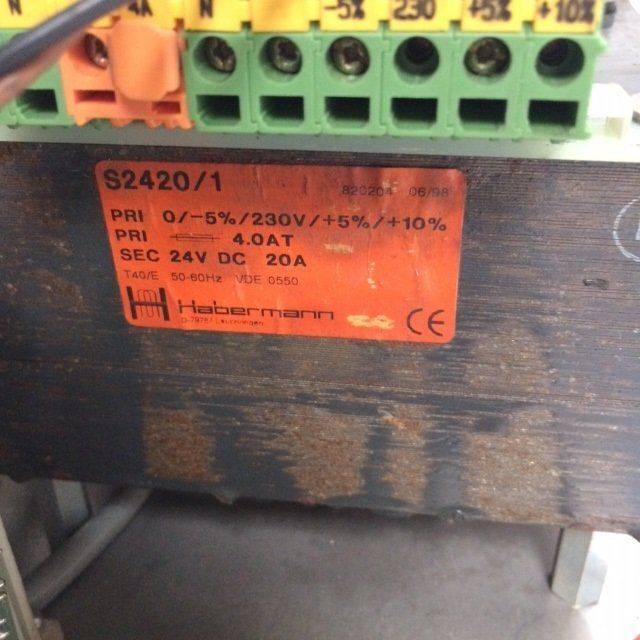 N 4A N -5% 230 +5% +10%
S2420/1 820204 06/98
PRI 0/-5%/230V/+5%/+10%
PRI 4.0AT
SEC 24V DC 20A
T40/E 50-60Hz VDE 0550
Habermann CE